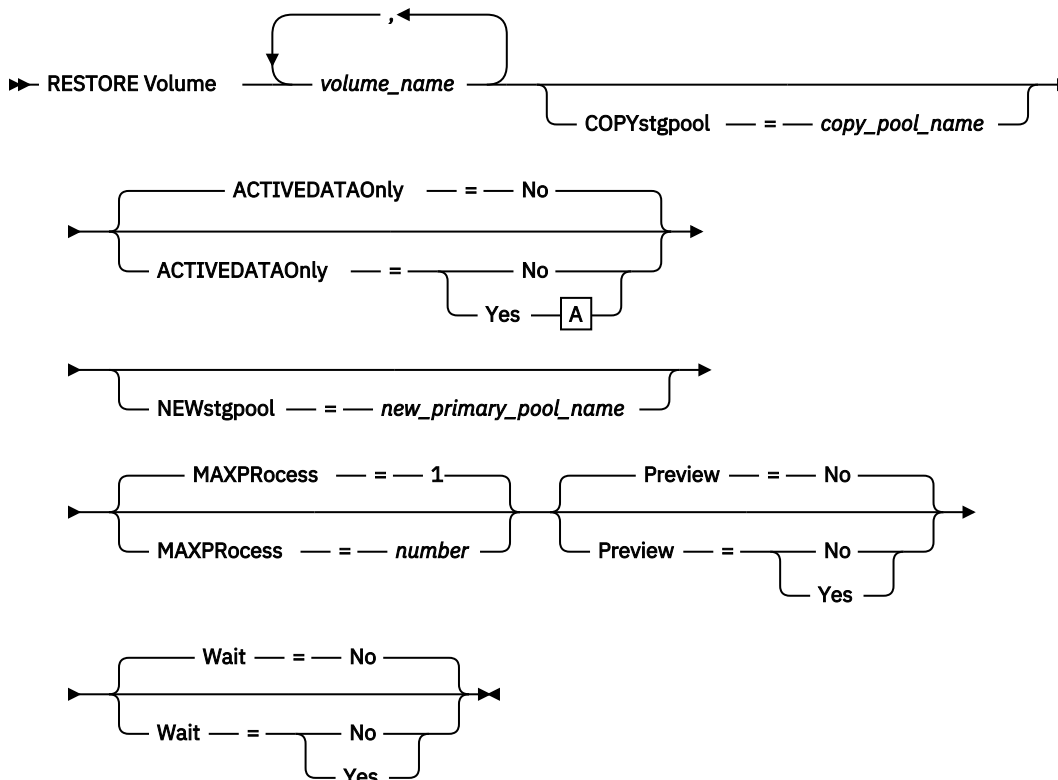 ,
RESTORE Volume volume_name
COPYstgpool = copy_pool_name
ACTIVEDATAOnly = No
ACTIVEDATAOnly = No
Yes A
NEWstgpool = new_primary_pool_name
MAXPRocess = 1 Preview = No
MAXPRocess = number Preview = No
Yes
Wait = No
Wait = No
Yes